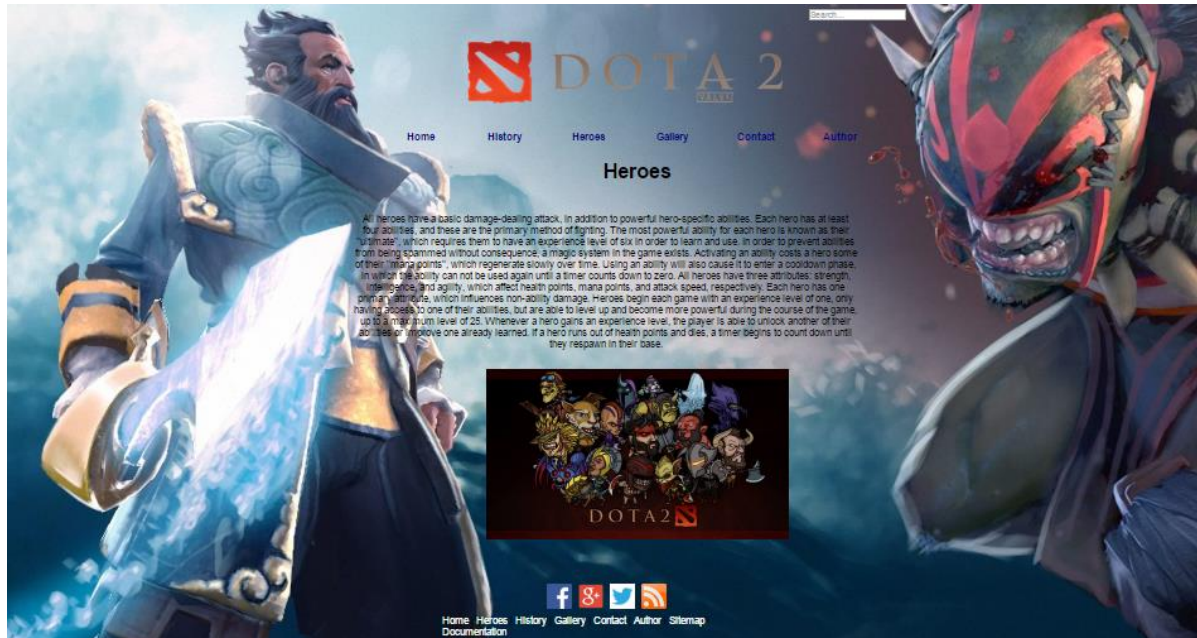 Search...
DOTA 2
VALVE
Home History Heroes Gallery Contact Author
Heroes
All heroes have a basic damage-dealing attack, in addition to powerful hero-specific abilities. Each hero has at least
four abilities, and these are the primary method of fighting. The most powerful ability for each hero is known as their
"ultimate", which requires them to have an experience level of six in order to learn and use. In order to prevent abilities
from being spammed without consequence, a magic system in the game exists. Activating an ability costs a hero some
of their "mana points", which regenerate slowly over time. Using an ability will also cause it to enter a cooldown phase,
in which the ability can not be used again until a timer counts down to zero. All heroes have three attributes: strength,
intelligence, and agility, which affect health points, mana points, and attack speed, respectively. Each hero has one
primary attribute, which influences non-ability damage. Heroes begin each game with an experience level of one, only
having access to one of their abilities, but are able to level up and become more powerful during the course of the game,
up to a maximum level of 25. Whenever a hero gains an experience level, the player is able to unlock another of their
abilities or improve one already learned. If a hero runs out of health points and dies, a timer begins to count down until
they respawn in their base.
DOTA2
f g+
Home Heroes History Gallery Contact Author Sitemap
Documentation